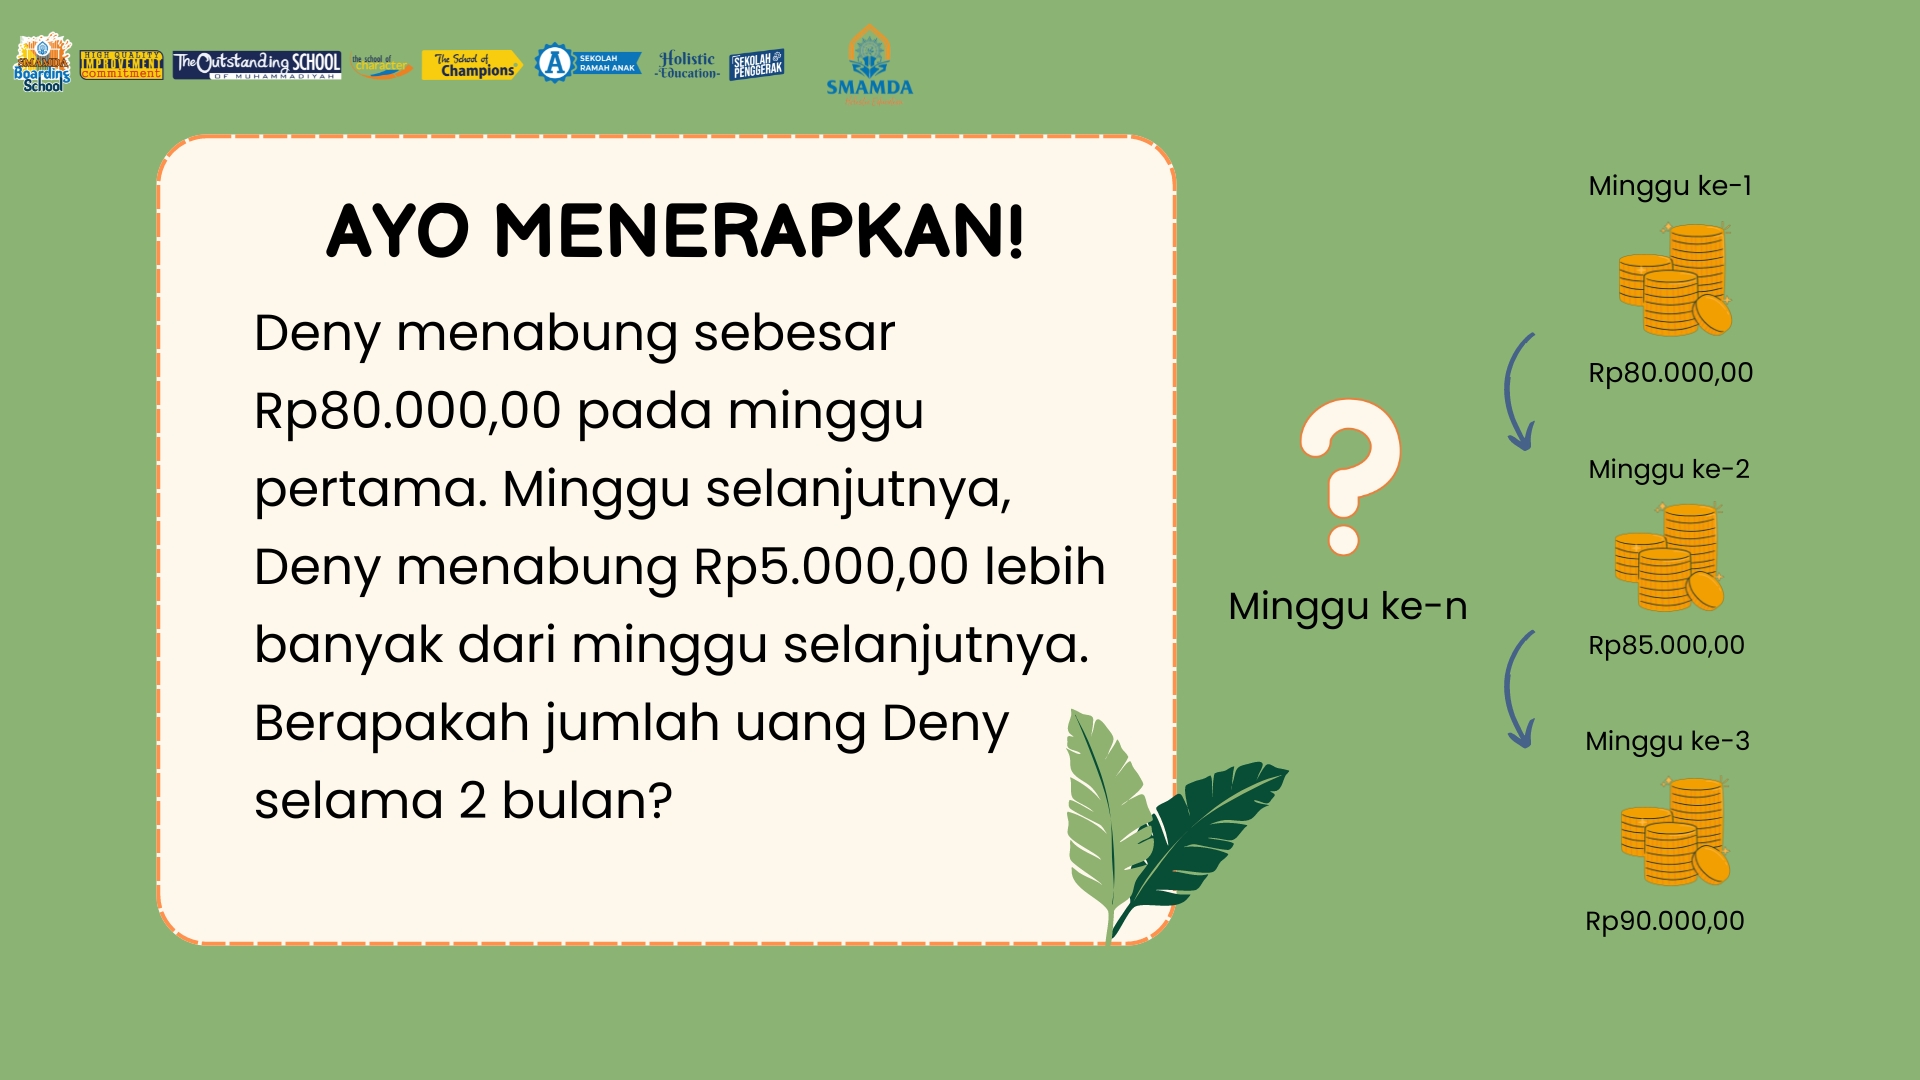 SMAMDA
Boarding
School
HIGH QUALITY
IMPROVEMENT
commitment
The Outstanding SCHOOL
OF MUHAMMADIYAH
the school of
character
The School of
Champions
A
SEKOLAH
RAMAH ANAK
Holistic
-Education-
SEKOLAH
PENGGERAK
SMAMDA
AYO MENERAPKAN!
Deny menabung sebesar
Rp80.000,00 pada minggu
pertama. Minggu selanjutnya,
Deny menabung Rp5.000,00 lebih
banyak dari minggu selanjutnya.
Berapakah jumlah uang Deny
selama 2 bulan?
?
Minggu ke-n
Minggu ke-1
Rp80.000,00
Minggu ke-2
Rp85.000,00
Minggu ke-3
Rp90.000,00